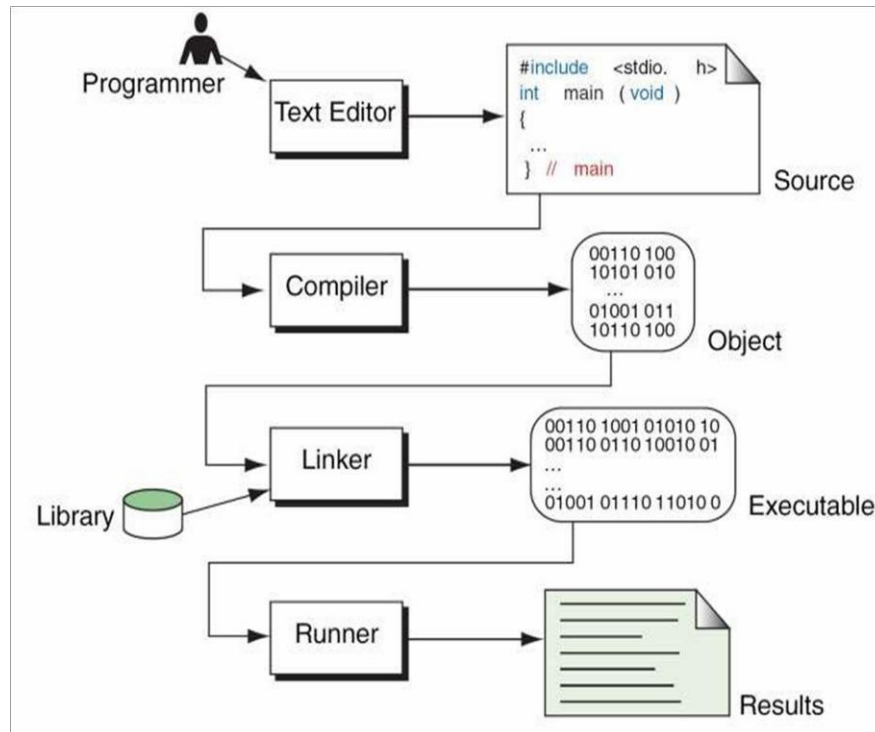 Programmer
Text Editor
#include <stdio. h>
int main ( void )
{
...
} // main
Source
Compiler
00110 100
10101 010
...
01001 011
10110 100
Object
Linker
Library
00110 1001 01010 10
00110 0110 10010 01
...
...
01001 01110 11010 0
Executable
Runner
Results